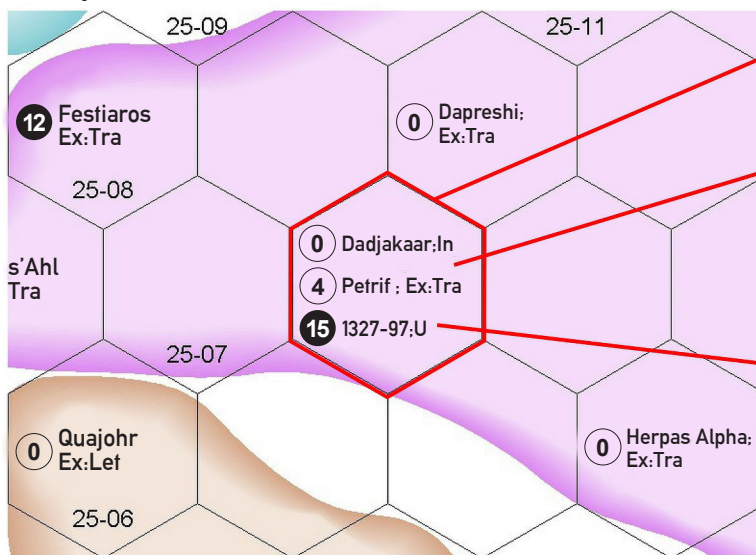 25-09
25-11
12 Festiaros
Ex:Tra
0 Dapreshi;
Ex:Tra
25-08
0 Dadjakaar;In
s'Ahl
Tra
4 Petrif ; Ex:Tra
15 1327-97;U
25-07
0 Quajohr
Ex:Let
0 Herpas Alpha;
Ex:Tra
25-06